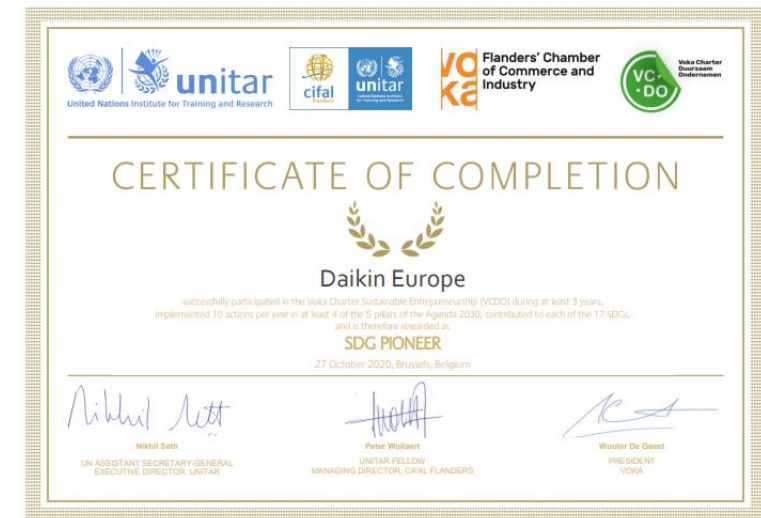 unitar
United Nations Institute for Training and Research
cifal
flanders
unitar
United Nations Institute
for Training and Research
VO
KA
Flanders' Chamber
of Commerce and
Industry
VC·
·DO
Voka Charter
Duurzaam
Ondernemen
CERTIFICATE OF COMPLETION
Daikin Europe
successfully participated in the Voka Charter Sustainable Entrepreneurship (VCDO) during at least 3 years,
implemented 10 actions per year in at least 4 of the 5 pillars of the Agenda 2030, contributed to each of the 17 SDGs,
and is therefore rewarded as
SDG PIONEER
27 October 2020, Brussels, Belgium
Nikhil Seth
Nikhil Seth
UN ASSISTANT SECRETARY-GENERAL
EXECUTIVE DIRECTOR, UNITAR
Peter Wollaert
UNITAR FELLOW
MANAGING DIRECTOR, CIFAL FLANDERS
Wouter De Geest
PRESIDENT
VOKA